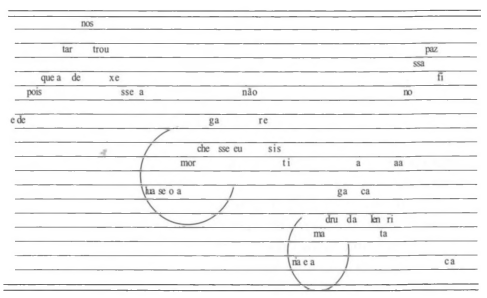 nos
tar trou paz
ssa
que a de xe fi
pois sse a não no
e de ga re
che sse eu sis
mor ti a aa
lua se o a ga ca
dru da len ri
ma ta
ria e a ca